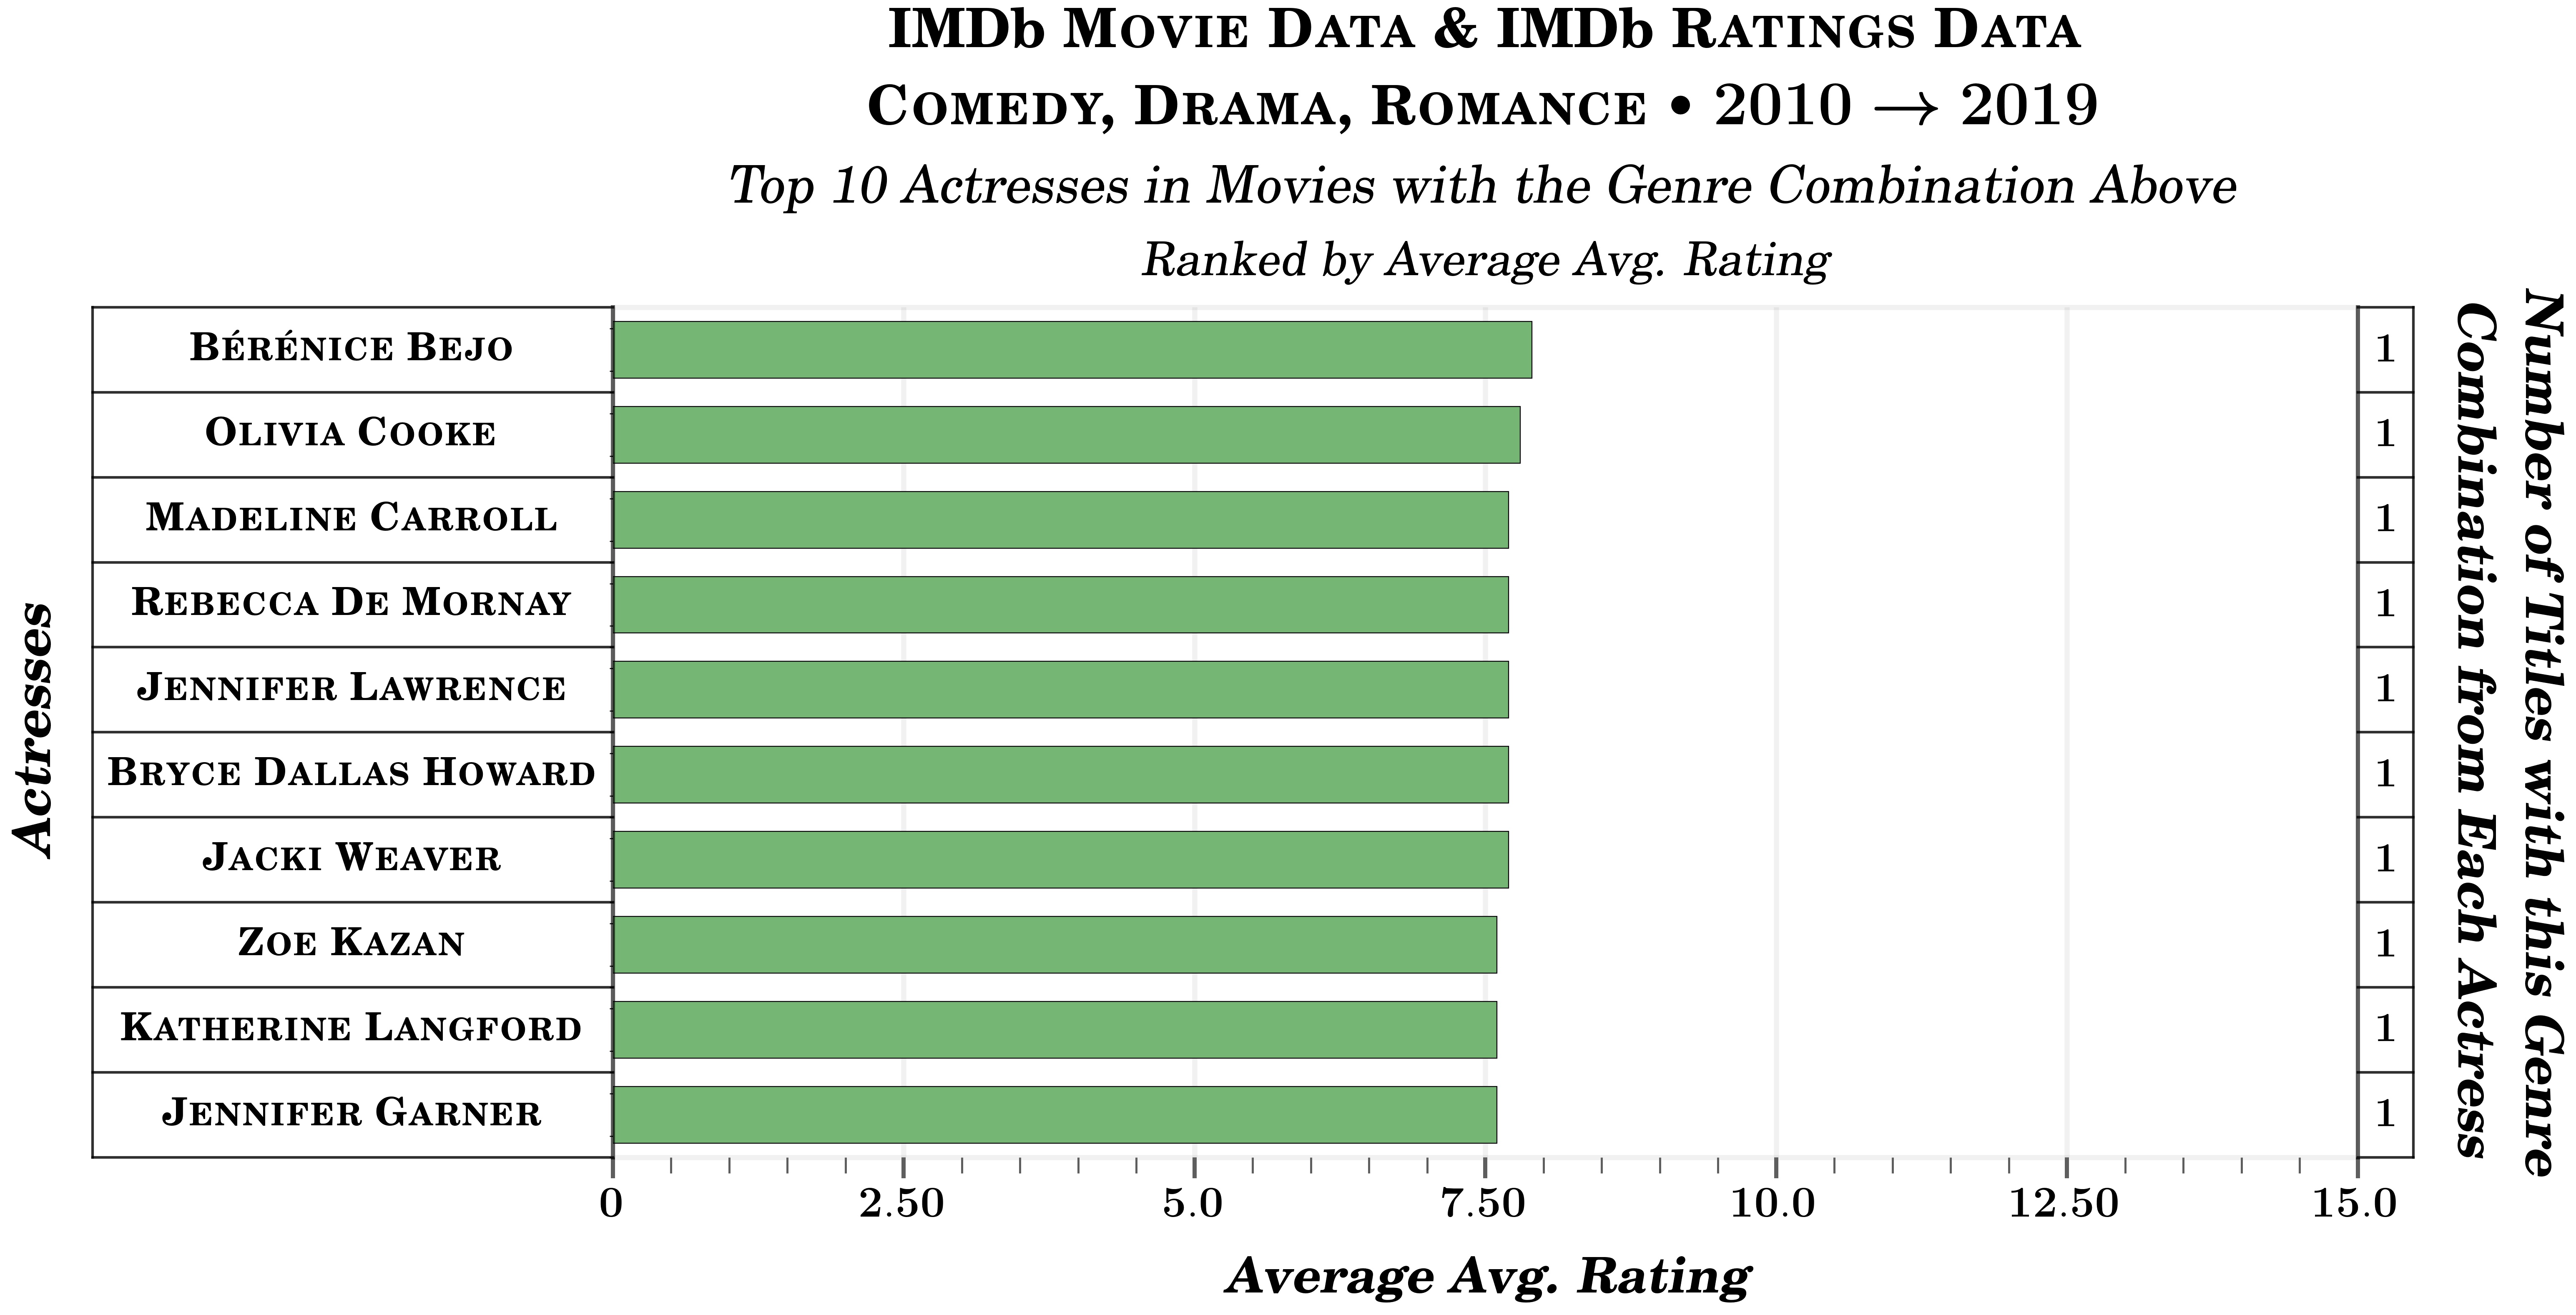 IMDb Movie Data & IMDb Ratings Data
Comedy, Drama, Romance • 2010 → 2019
Top 10 Actresses in Movies with the Genre Combination Above
Ranked by Average Avg. Rating
Actresses
Bérénice Bejo 1
Olivia Cooke 1
Madeline Carroll 1
Rebecca De Mornay 1
Jennifer Lawrence 1
Bryce Dallas Howard 1
Jacki Weaver 1
Zoe Kazan 1
Katherine Langford 1
Jennifer Garner 1
Number of Titles with this Genre
Combination from Each Actress
0 2.50 5.0 7.50 10.0 12.50 15.0
Average Avg. Rating